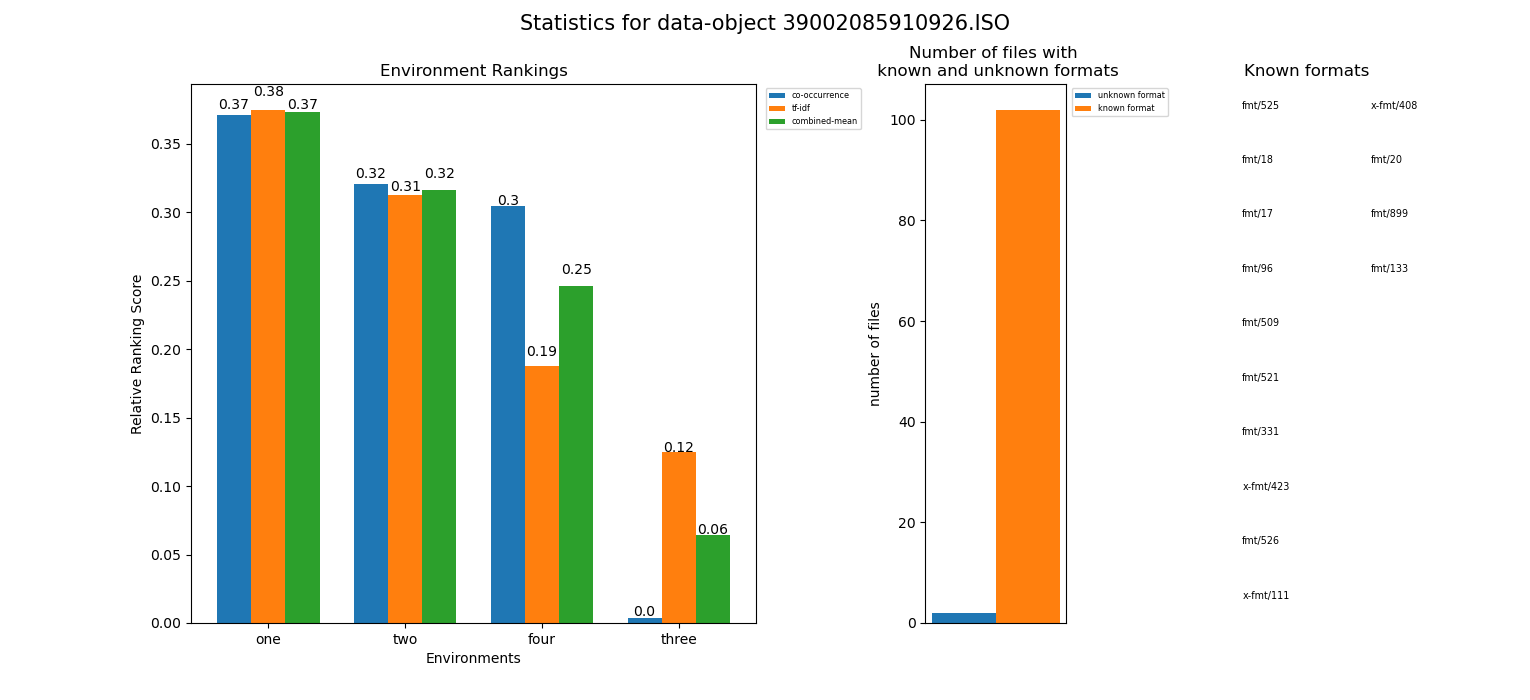 Statistics for data-object 39002085910926.ISO
Environment Rankings
Relative Ranking Score
0.35
0.30
0.25
0.20
0.15
0.10
0.05
0.00
0.37
0.38
0.37
0.32
0.31
0.32
0.3
0.19
0.25
0.0
0.12
0.06
one
two
four
three
Environments
co-occurrence
tf-idf
combined-mean
Number of files with
known and unknown formats
number of files
100
80
60
40
20
0
unknown format
known format
Known formats
fmt/525
fmt/18
fmt/17
fmt/96
fmt/509
fmt/521
fmt/331
x-fmt/423
fmt/526
x-fmt/111
x-fmt/408
fmt/20
fmt/899
fmt/133